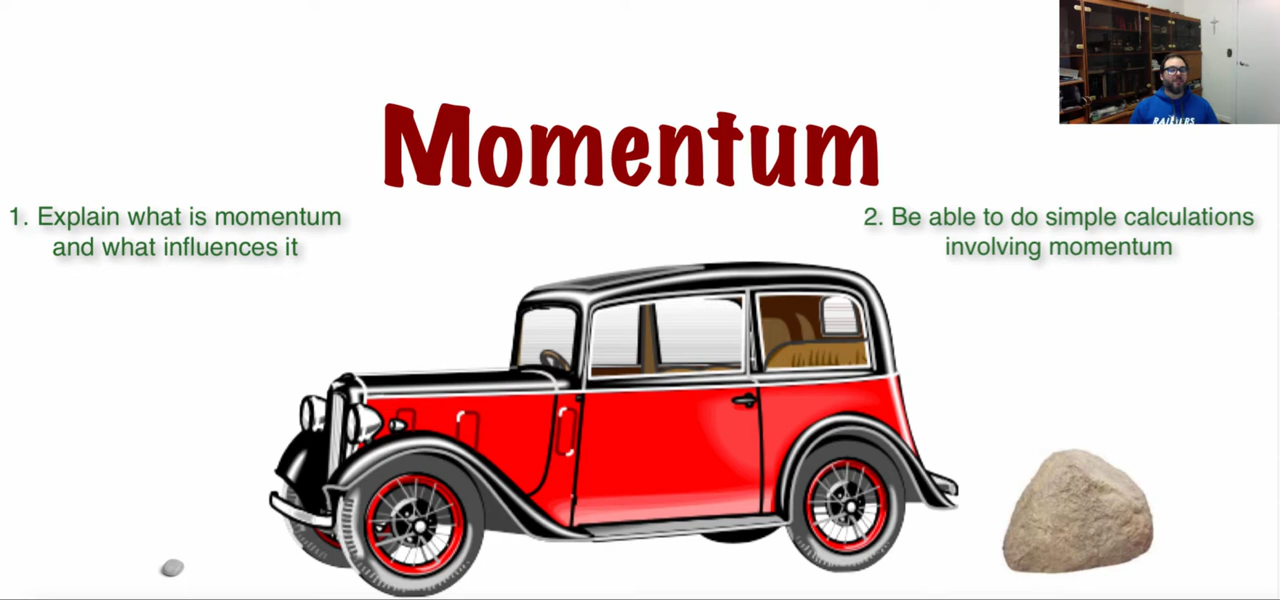 Momentum
1. Explain what is momentum
and what influences it
2. Be able to do simple calculations
involving momentum